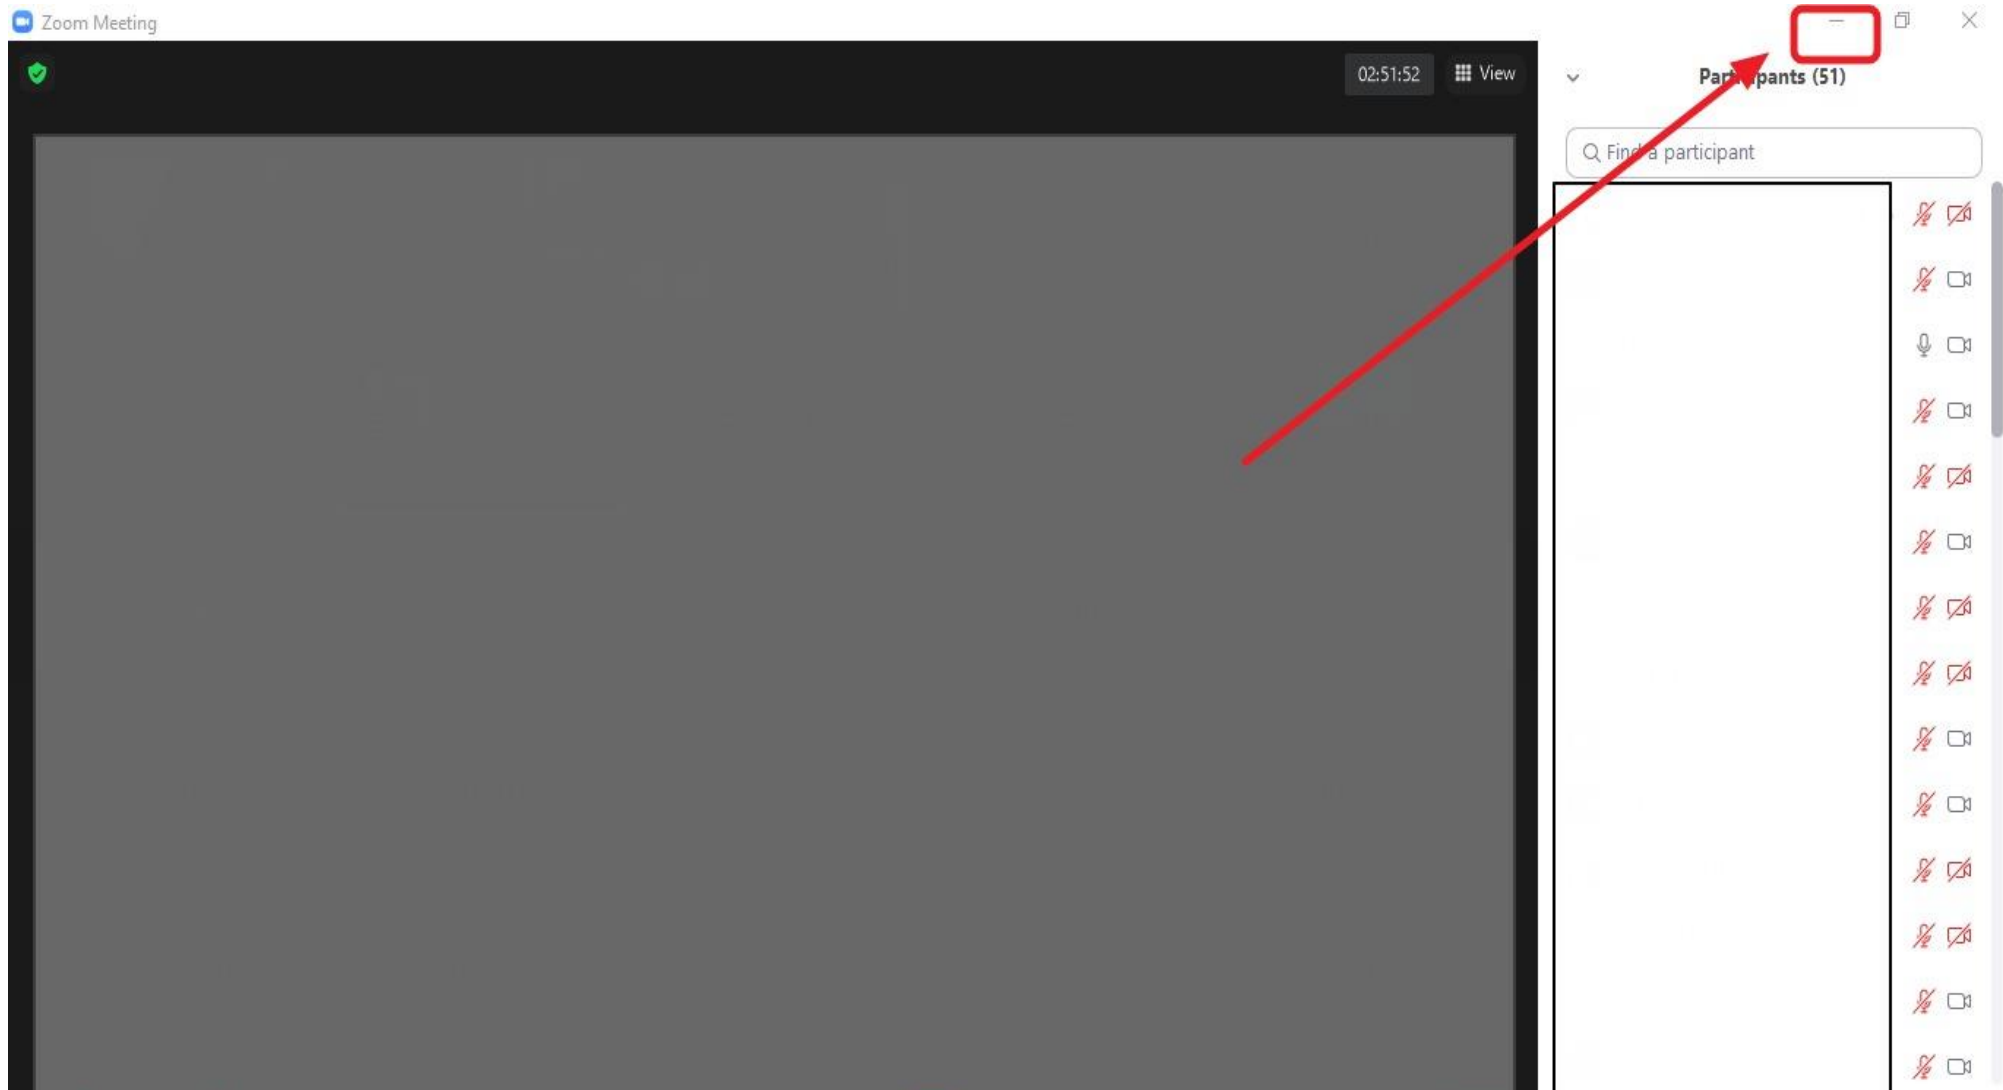 Zoom Meeting
02:51:52
View
Participants (51)
Find a participant